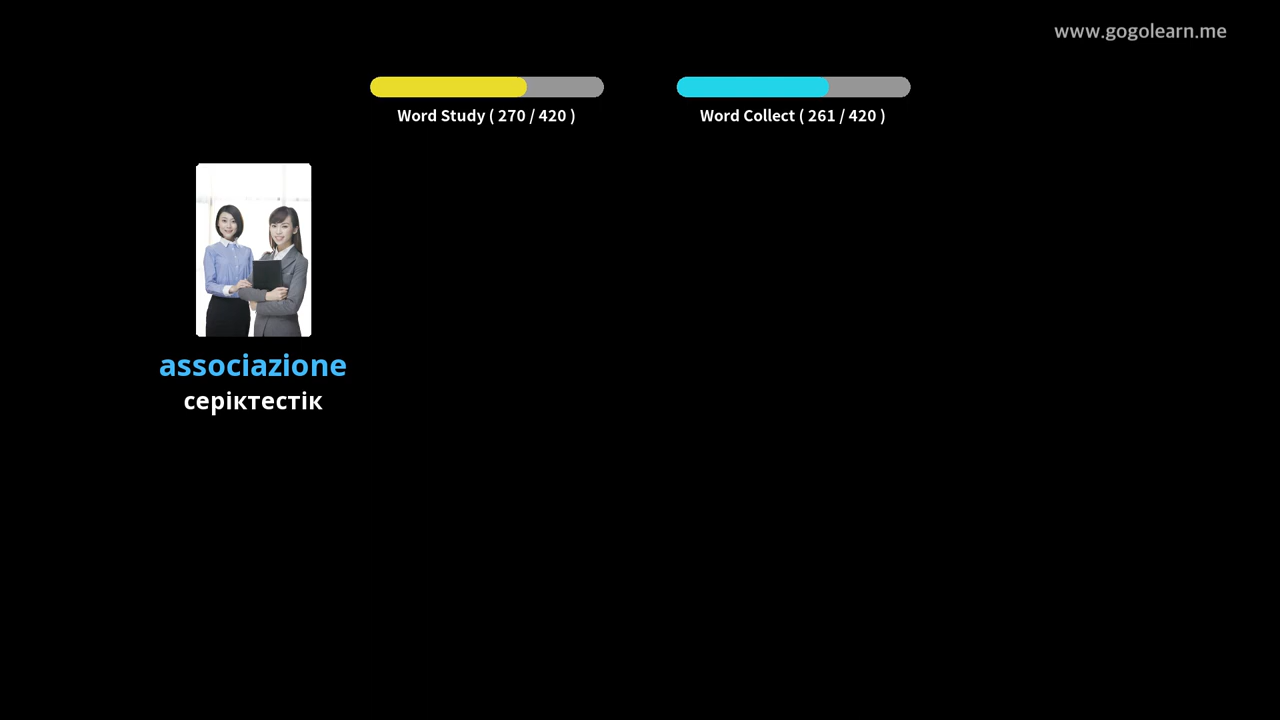 www.gogolearn.me
Word Study ( 270 / 420 )
Word Collect ( 261 / 420 )
associazione
серіктестік